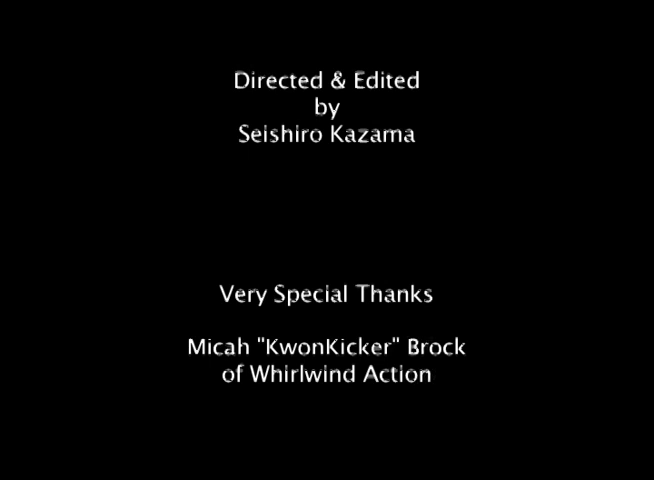 Directed & Edited
by
Seishiro Kazama
Very Special Thanks
Micah "KwonKicker" Brock
of Whirlwind Action